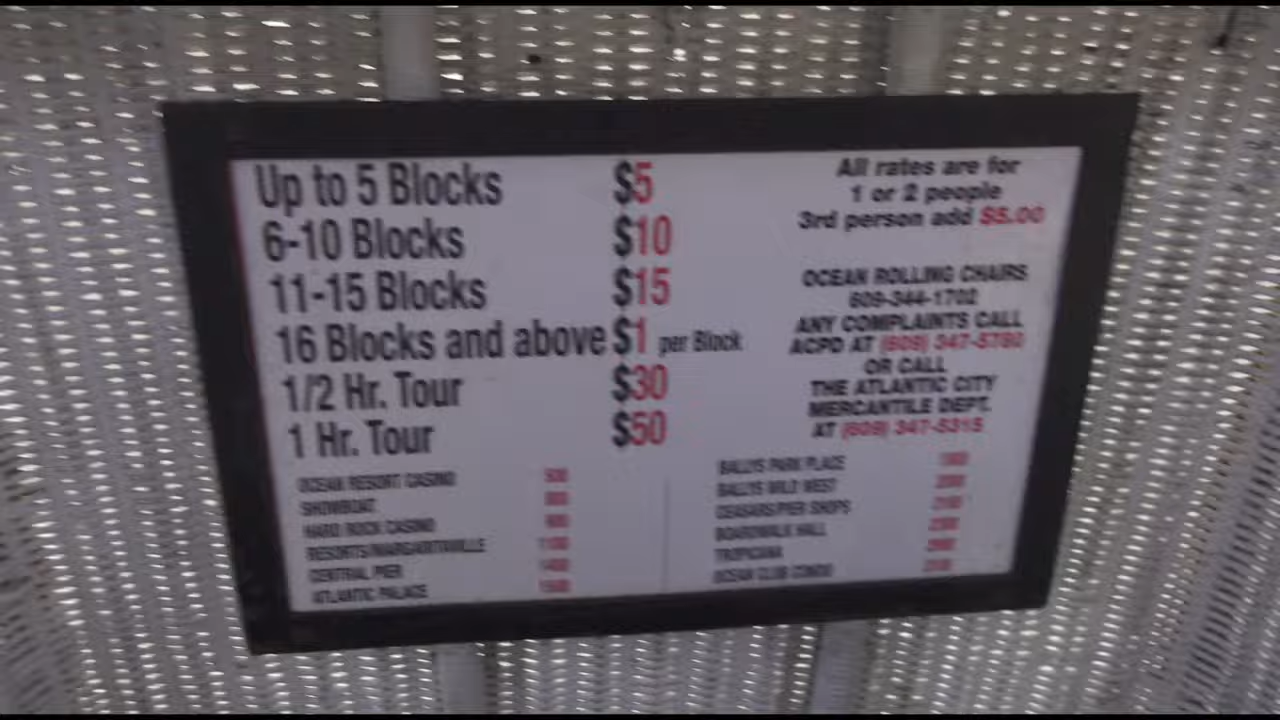 Up to 5 Blocks $5
6-10 Blocks $10
11-15 Blocks $15
16 Blocks and above $1 per Block
1/2 Hr. Tour $30
1 Hr. Tour $50
All rates are for
1 or 2 people
3rd person add $5.00
OCEAN ROLLING CHAIRS
609-344-1702
ANY COMPLAINTS CALL
ACPD AT (609) 347-5780
OR CALL
THE ATLANTIC CITY
MERCANTILE DEPT.
AT (609) 347-5315
OCEAN RESORT CASINO
SHOWBOAT
HARD ROCK CASINO
RESORTS/MARGARITAVILLE
CENTRAL PIER
ATLANTIC PALACE
BALLYS PARK PLACE
BALLYS WILD WEST
CEASARS/PIER SHOPS
BOARDWALK HALL
TROPICANA
OCEAN CLUB CONDO